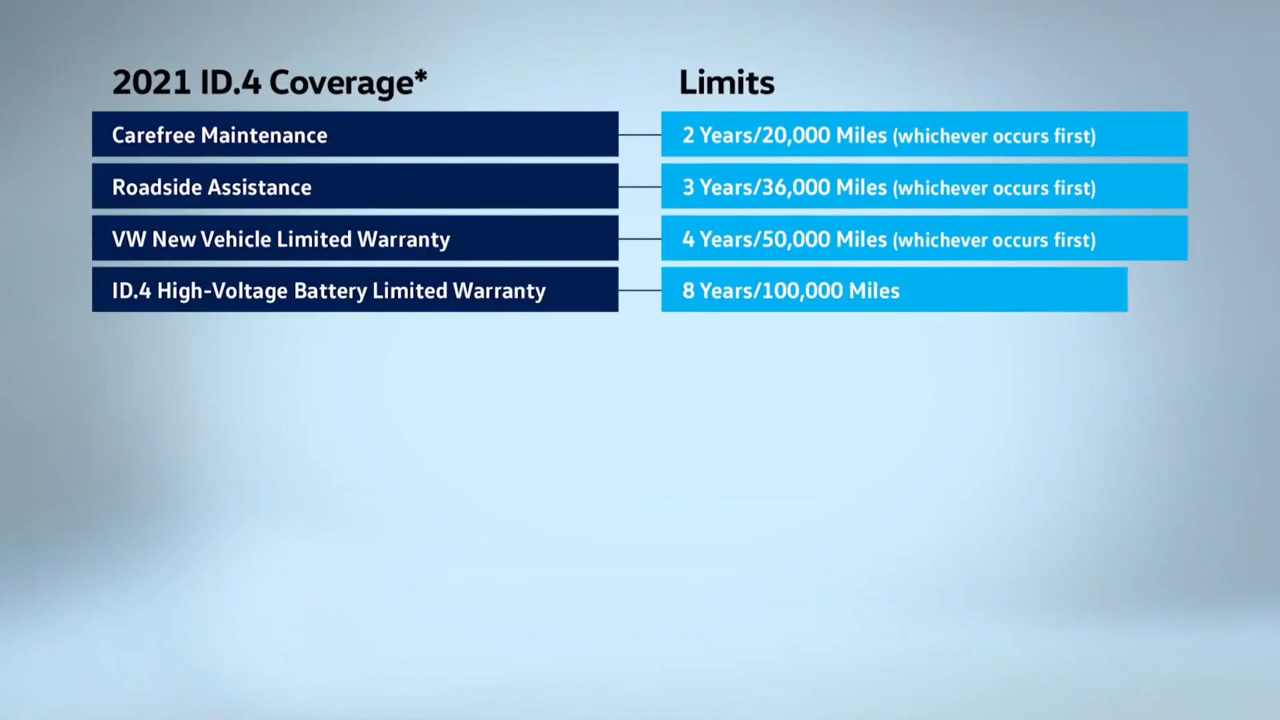 2021 ID.4 Coverage* Limits
Carefree Maintenance 2 Years/20,000 Miles (whichever occurs first)
Roadside Assistance 3 Years/36,000 Miles (whichever occurs first)
VW New Vehicle Limited Warranty 4 Years/50,000 Miles (whichever occurs first)
ID.4 High-Voltage Battery Limited Warranty 8 Years/100,000 Miles